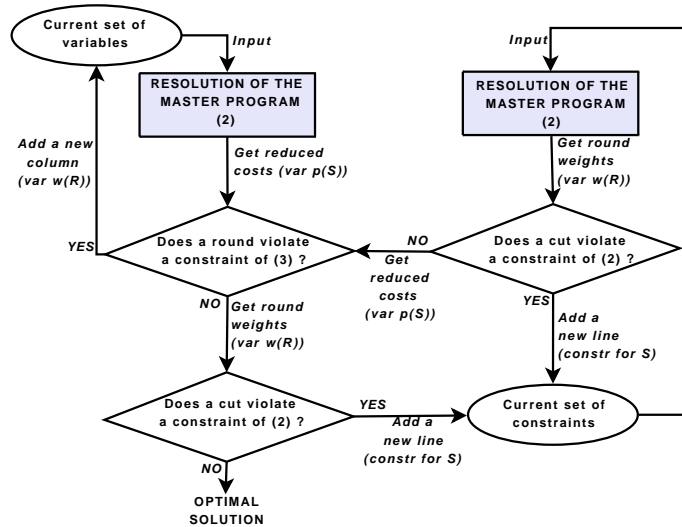 Current set of
variables
Input
RESOLUTION OF THE
MASTER PROGRAM
(2)
Add a new
column
(var w(R))
Get reduced
costs (var p(S))
YES
Does a round violate
a constraint of (3) ?
NO
Get round
weights
(var w(R))
Does a cut violate
a constraint of (2) ?
YES
Add a
new line
(constr for S)
NO
OPTIMAL
SOLUTION
Input
RESOLUTION OF THE
MASTER PROGRAM
(2)
Get round
weights
(var w(R))
NO
Get
reduced
costs
(var p(S))
Does a cut violate
a constraint of (2) ?
YES
Add a
new line
(constr for S)
Current set of
constraints